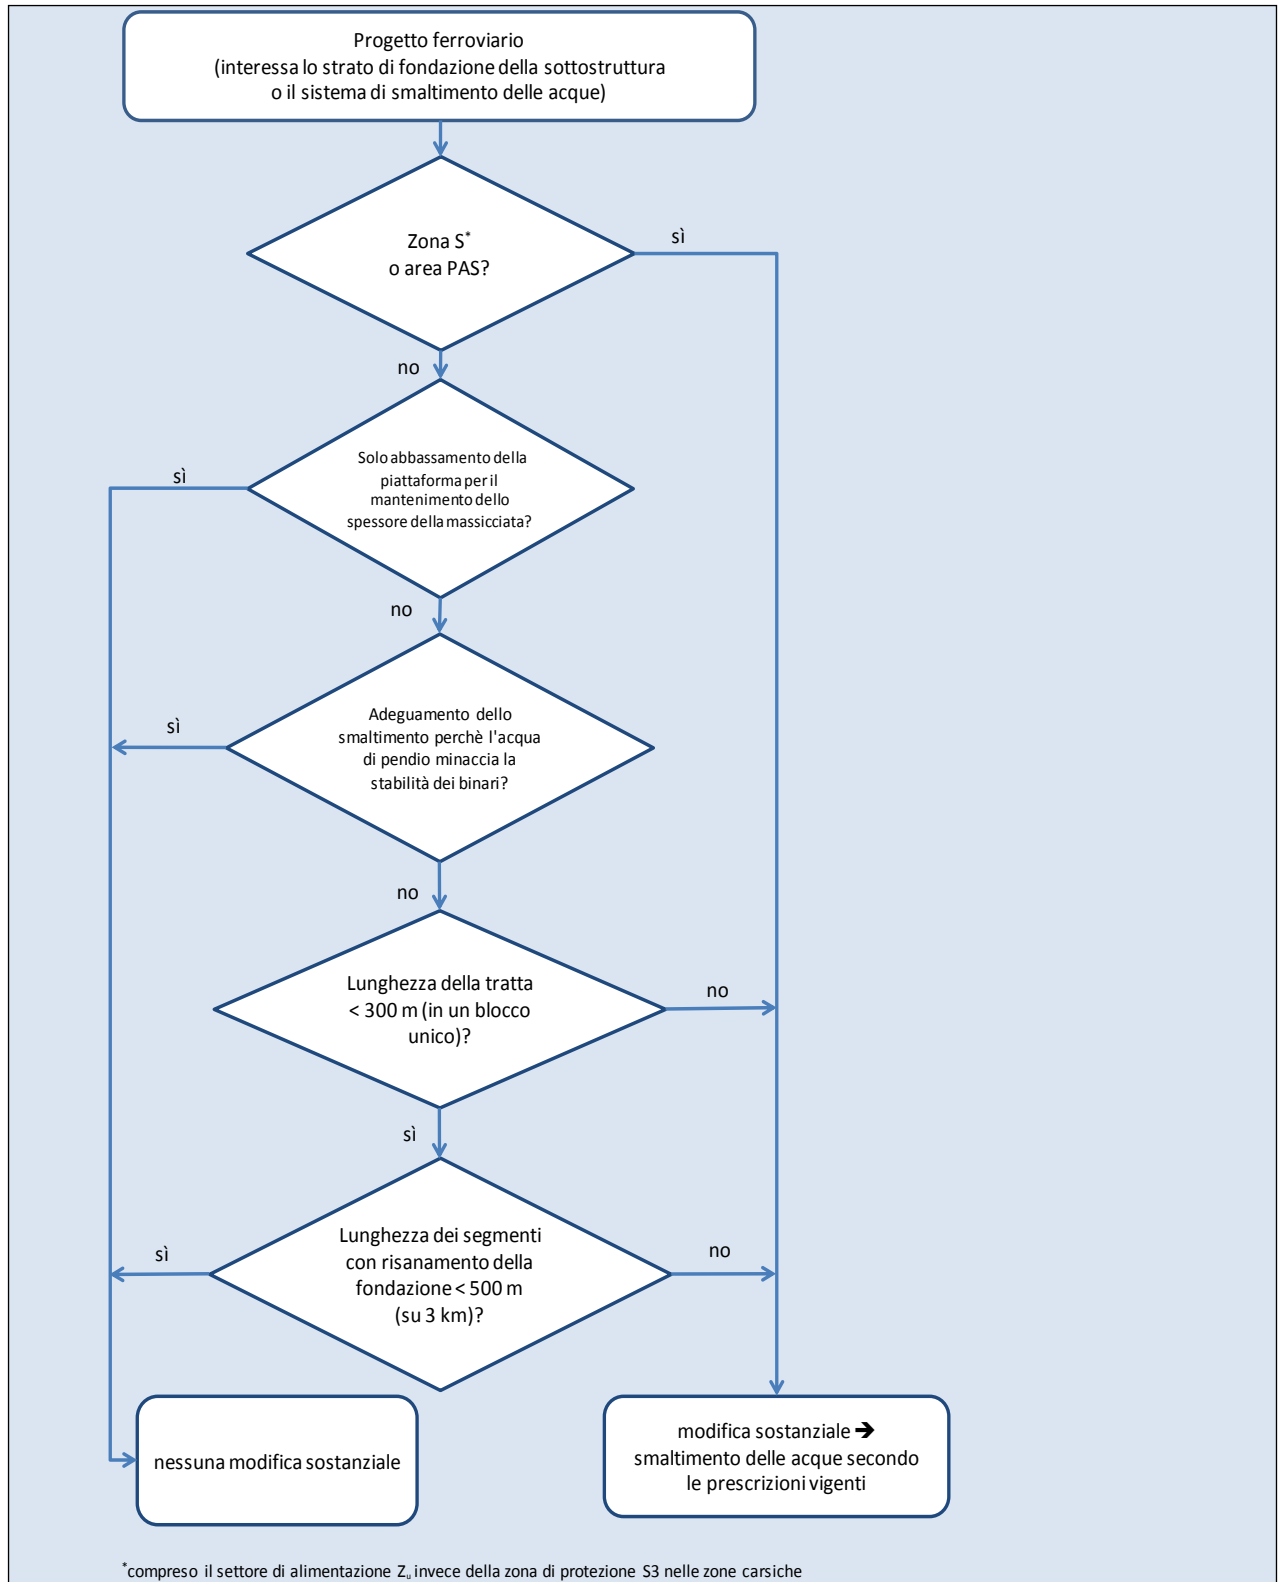 Progetto ferroviario
(interessa lo strato di fondazione della sottostruttura
o il sistema di smaltimento delle acque)
Zona S*
o area PAS?
sì
no
Solo abbassamento della
piattaforma per il
mantenimento dello
spessore della massicciata?
sì
no
Adeguamento dello
smaltimento perchè l'acqua
di pendio minaccia la
stabilità dei binari?
sì
no
Lunghezza della tratta
< 300 m (in un blocco
unico)?
no
sì
Lunghezza dei segmenti
con risanamento della
fondazione < 500 m
(su 3 km)?
sì
no
nessuna modifica sostanziale
modifica sostanziale ➔
smaltimento delle acque secondo
le prescrizioni vigenti
*compreso il settore di alimentazione Zu invece della zona di protezione S3 nelle zone carsiche